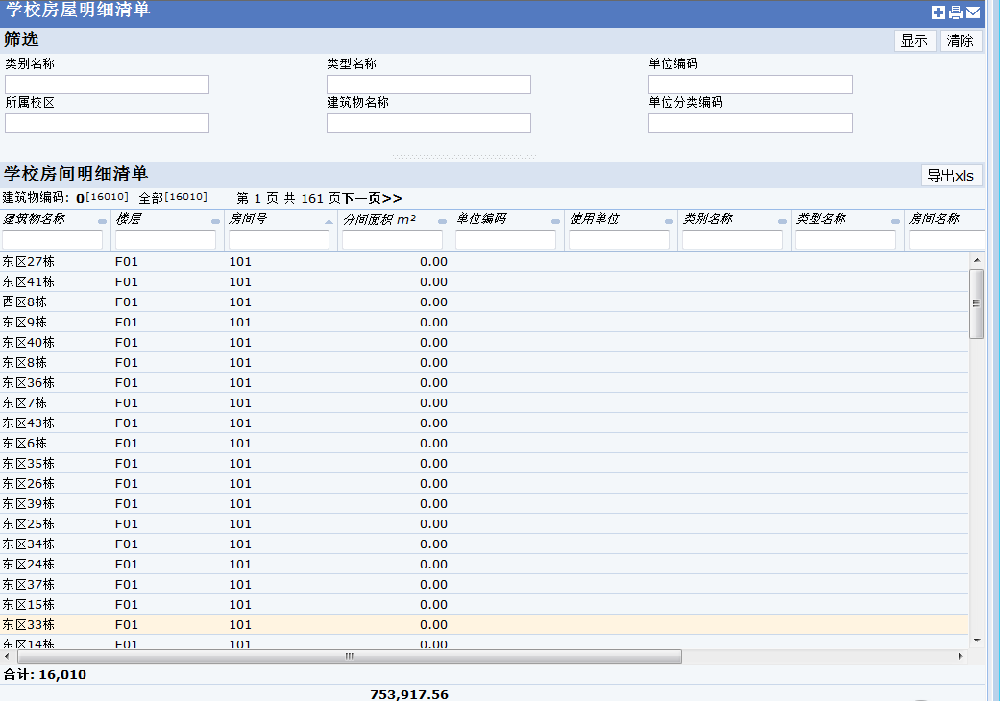 学校房屋明细清单
筛选 显示 清除
类别名称 类型名称 单位编码
所属校区 建筑物名称 单位分类编码
学校房间明细清单 导出xls
建筑物编码: 0[16010] 全部[16010] 第 1 页 共 161 页下一页>>
建筑物名称 楼层 房间号 分间面积 m² 单位编码 使用单位 类别名称 类型名称 房间名称
东区27栋 F01 101 0.00
东区41栋 F01 101 0.00
西区8栋 F01 101 0.00
东区9栋 F01 101 0.00
东区40栋 F01 101 0.00
东区8栋 F01 101 0.00
东区36栋 F01 101 0.00
东区7栋 F01 101 0.00
东区43栋 F01 101 0.00
东区6栋 F01 101 0.00
东区35栋 F01 101 0.00
东区26栋 F01 101 0.00
东区39栋 F01 101 0.00
东区25栋 F01 101 0.00
东区34栋 F01 101 0.00
东区24栋 F01 101 0.00
东区37栋 F01 101 0.00
东区15栋 F01 101 0.00
东区33栋 F01 101 0.00
东区14栋 F01 101 0.00
合计: 16,010
753,917.56